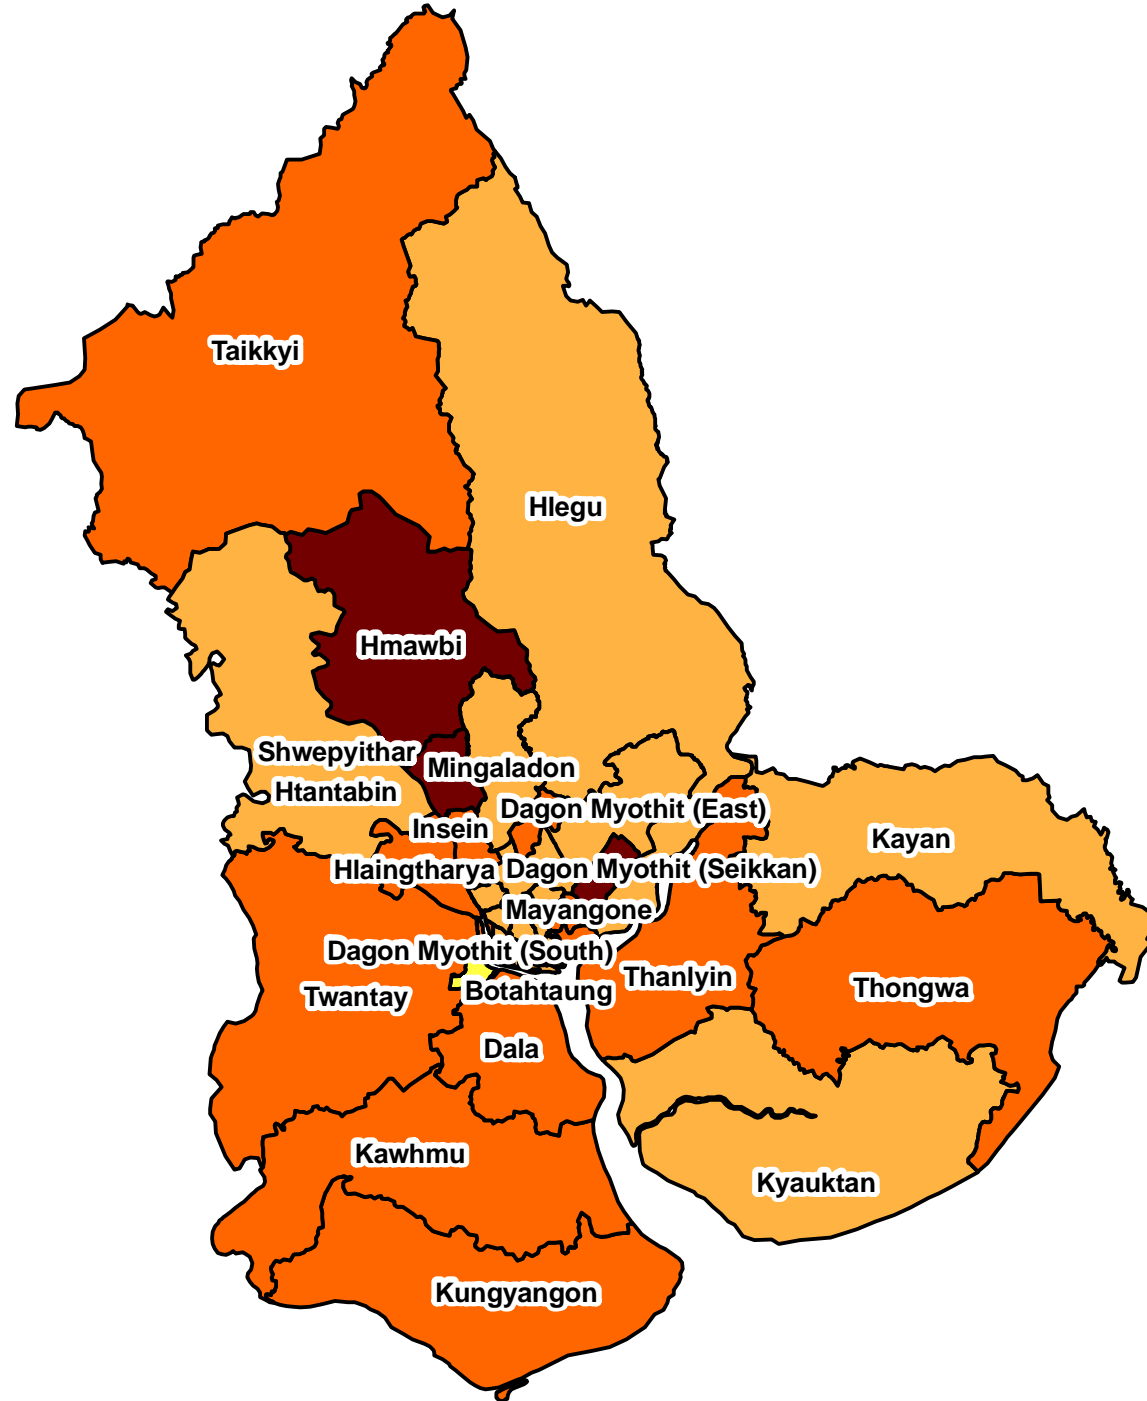 Taikkyi
Hlegu
Hmawbi
Shwepyithar
Mingaladon
Htantabin
Dagon Myothit (East)
Insein
Kayan
Hlaingtharya
Dagon Myothit (Seikkan)
Mayangone
Dagon Myothit (South)
Thanlyin
Thongwa
Twantay
Botahtaung
Dala
Kawhmu
Kyauktan
Kungyangon